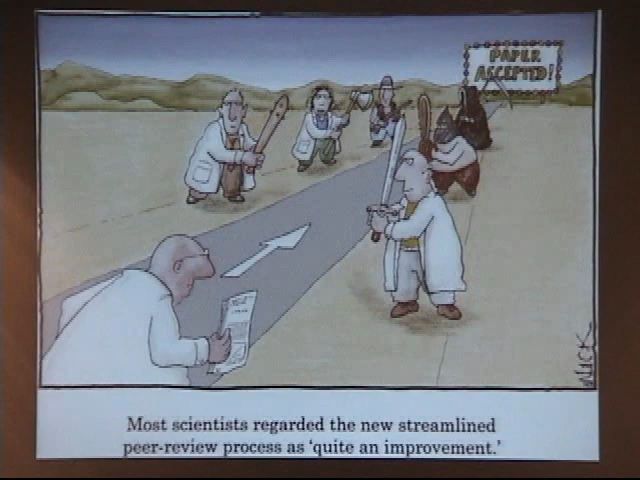 PAPER
ACCEPTED!
Most scientists regarded the new streamlined
peer-review process as 'quite an improvement.'